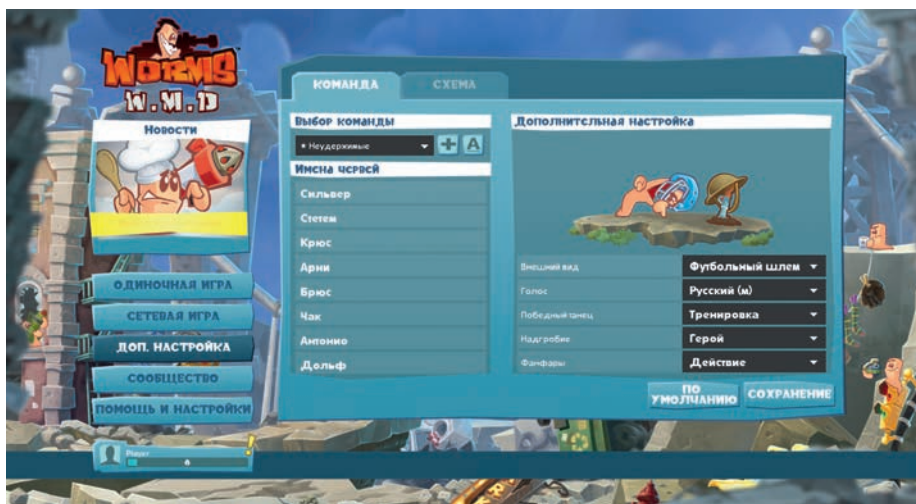 WORMS
W.M.D
Новости
ОДИНОЧНАЯ ИГРА
СЕТЕВАЯ ИГРА
ДОП. НАСТРОЙКА
СООБЩЕСТВО
ПОМОЩЬ И НАСТРОЙКИ
Player
КОМАНДА
СХЕМА
Выбор команды
* Неудержимые
A
Имена червей
Сильвер
Стетем
Крюс
Арни
Брюс
Чак
Антонио
Дольф
Дополнительная настройка
Внешний вид Футбольный шлем
Голос Русский (м)
Победный танец Тренировка
Надгробие Герой
Фанфары Действие
ПО УМОЛЧАНИЮ
СОХРАНЕНИЕ